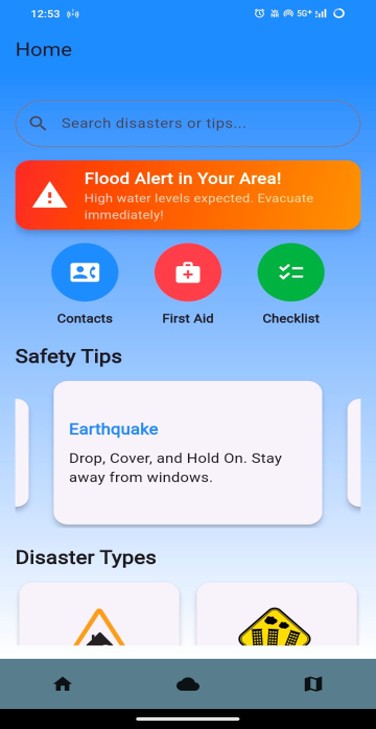 12:53
5G+
Home
Search disasters or tips...
Flood Alert in Your Area!
High water levels expected. Evacuate
immediately!
Contacts
First Aid
Checklist
Safety Tips
Earthquake
Drop, Cover, and Hold On. Stay
away from windows.
Disaster Types